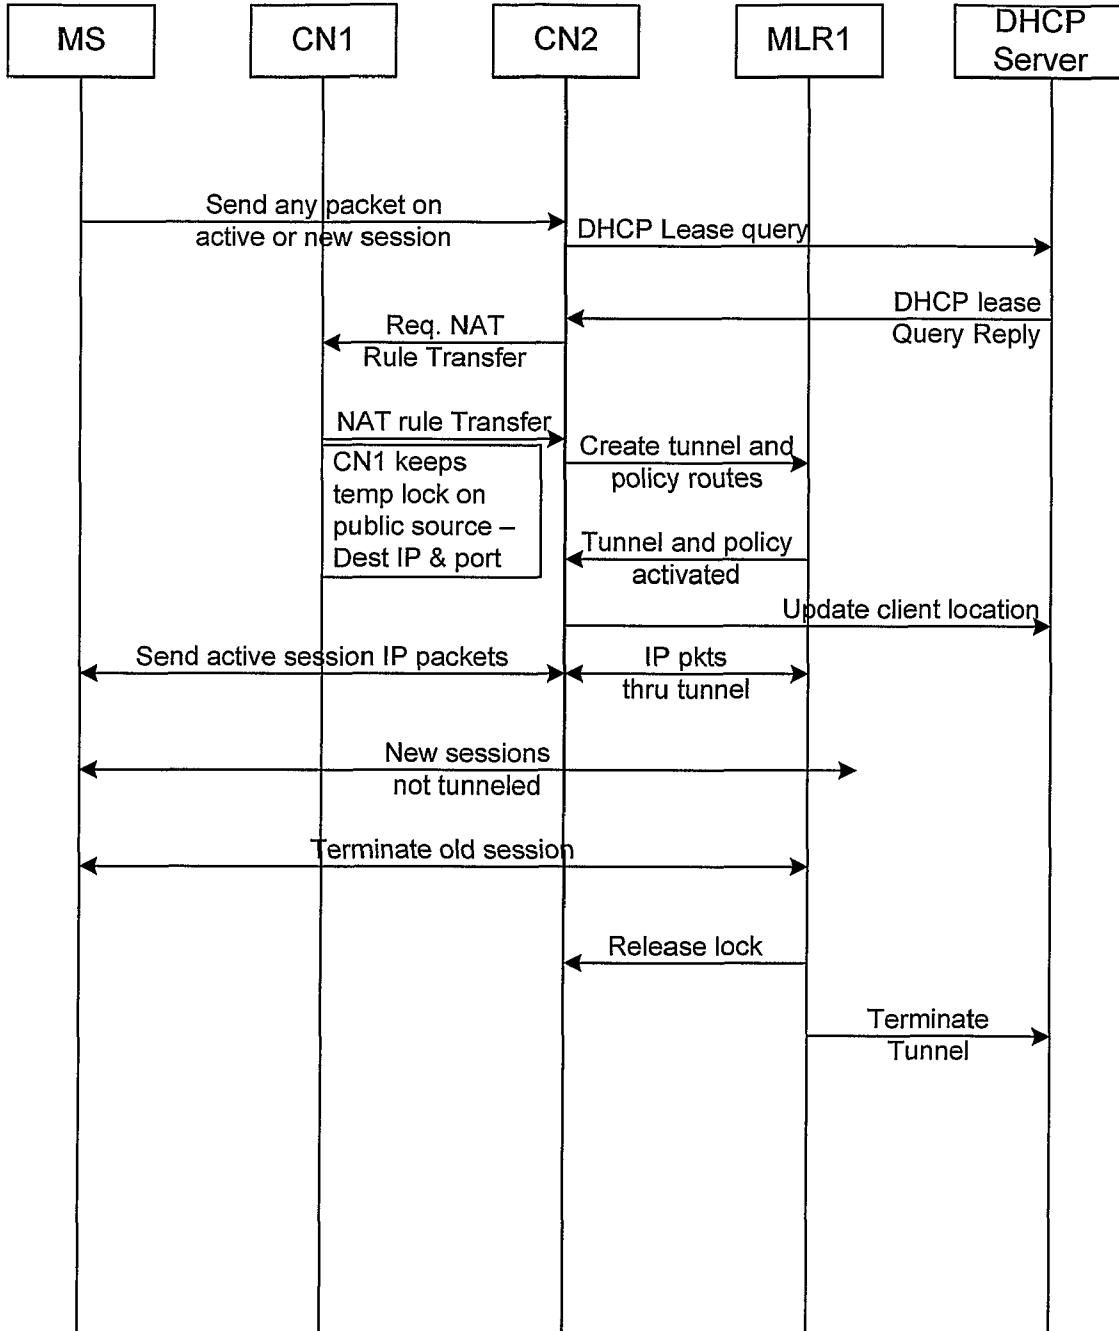 MS
CN1
CN2
MLR1
DHCP
Server
Send any packet on
active or new session
DHCP Lease query
DHCP lease
Query Reply
Req. NAT
Rule Transfer
NAT rule Transfer
CN1 keeps
temp lock on
public source –
Dest IP & port
Create tunnel and
policy routes
Tunnel and policy
activated
Update client location
Send active session IP packets
IP pkts
thru tunnel
New sessions
not tunneled
Terminate old session
Release lock
Terminate
Tunnel